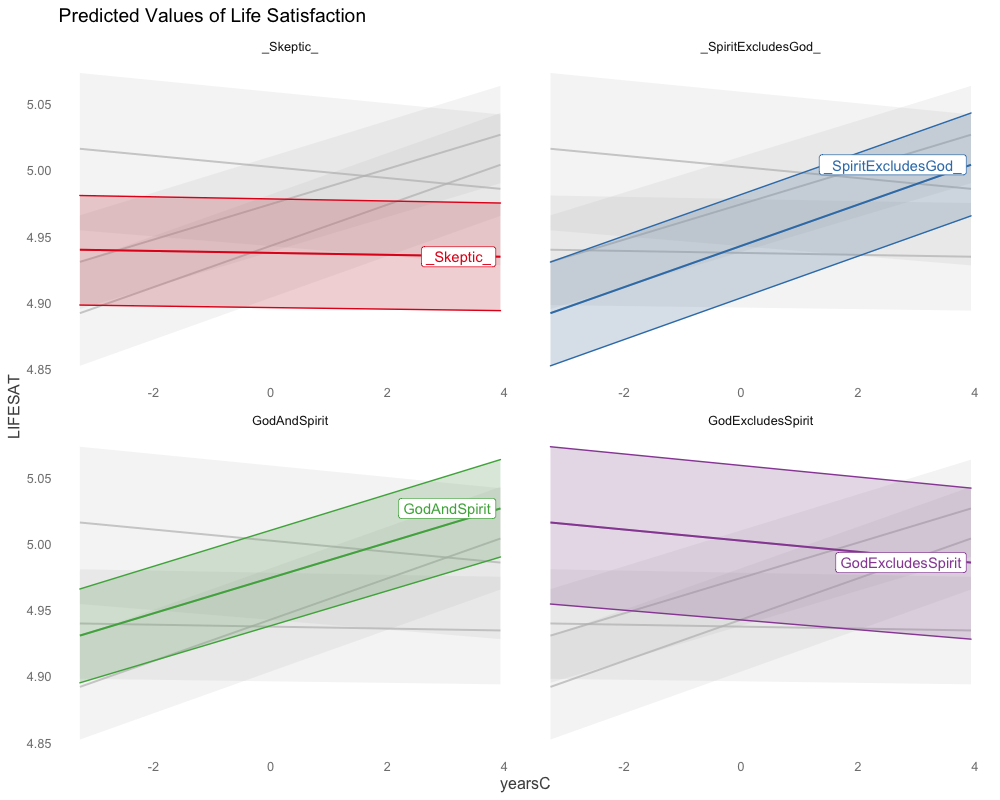 Predicted Values of Life Satisfaction
_Skeptic_
_SpiritExcludesGod_
5.05
5.00
4.95
4.90
4.85
_Skeptic_
_SpiritExcludesGod_
-2 0 2 4
-2 0 2 4
LIFESAT
GodAndSpirit
GodExcludesSpirit
5.05
5.00
4.95
4.90
4.85
GodAndSpirit
GodExcludesSpirit
-2 0 2 4
-2 0 2 4
yearsC